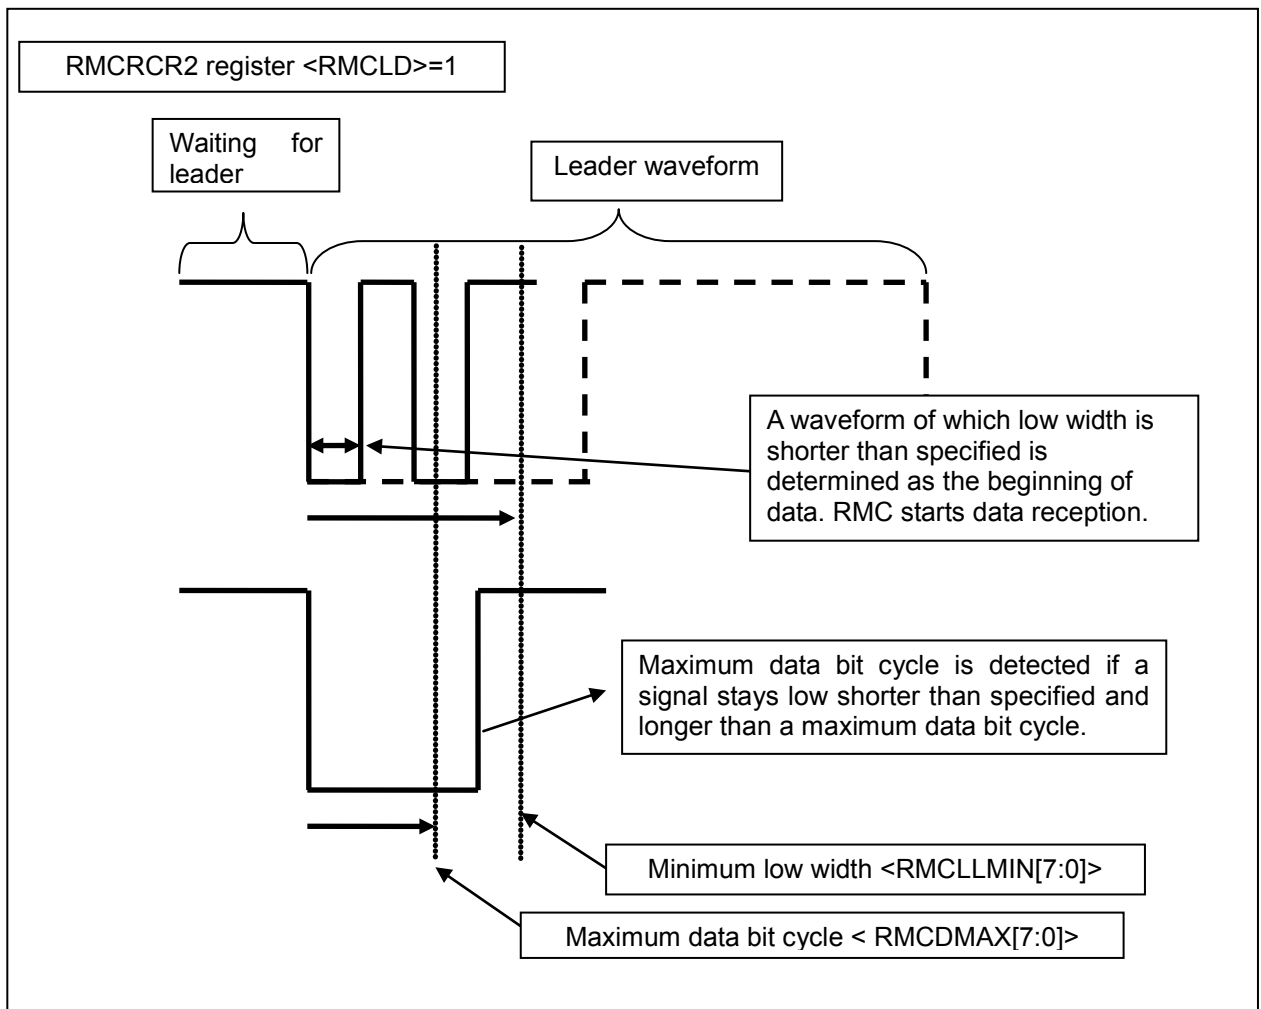 RMCRCR2 register <RMCLD>=1
Waiting for
leader
Leader waveform
A waveform of which low width is
shorter than specified is
determined as the beginning of
data. RMC starts data reception.
Maximum data bit cycle is detected if a
signal stays low shorter than specified and
longer than a maximum data bit cycle.
Minimum low width <RMCLLMIN[7:0]>
Maximum data bit cycle < RMCDMAX[7:0]>